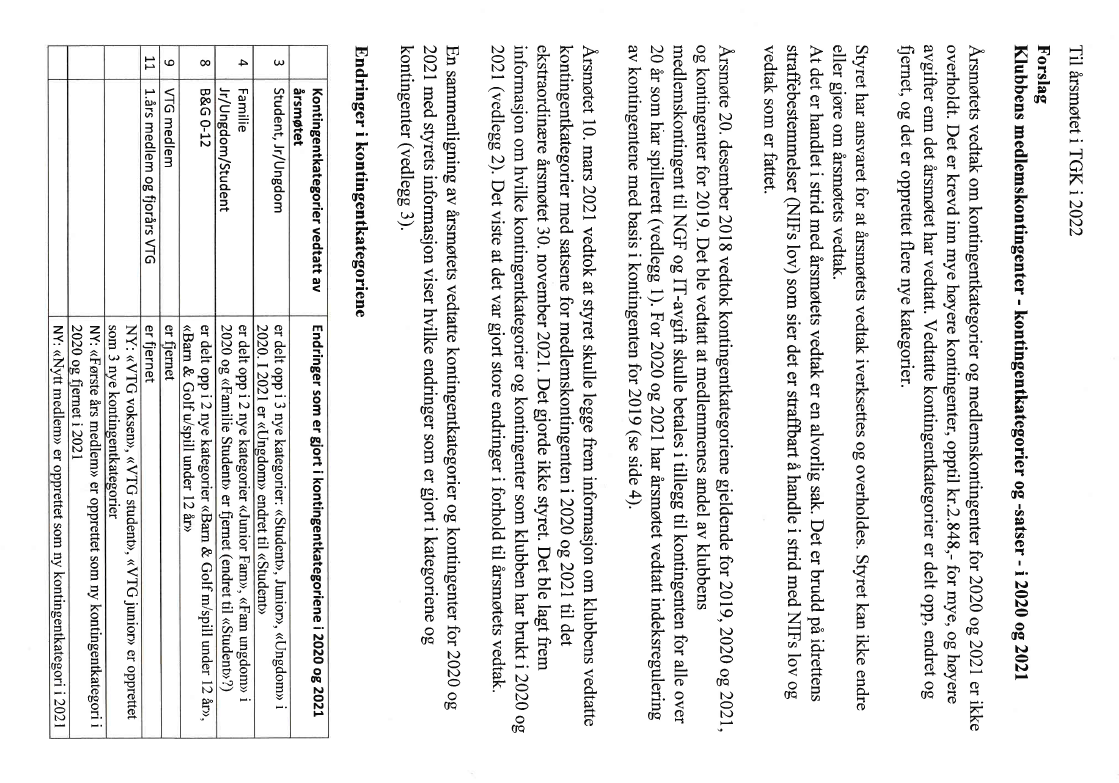 Til årsmøtet i TGK i 2022
Forslag
Klubbens medlemskontingenter - kontingentkategorier og -satser - i 2020 og 2021
Årsmøtets vedtak om kontingentkategorier og medlemskontingenter for 2020 og 2021 er ikke
overholdt. Det er krevd inn mye høyere kontingenter, opptil kr.2.848,- for mye, og høyere
avgifter enn det årsmøtet har vedtatt. Vedtatte kontingentkategorier er delt opp, endret og
fjernet, og det er opprettet flere nye kategorier.
Styret har ansvaret for at årsmøtets vedtak iverksettes og overholdes. Styret kan ikke endre
eller gjøre om årsmøtets vedtak.
At det er handlet i strid med årsmøtets vedtak er en alvorlig sak. Det er brudd på idrettens
straffebestemmelser (NIFs lov) som sier det er straffbart å handle i strid med NIFs lov og
vedtak som er fattet.
Årsmøte 20. desember 2018 vedtok kontingentkategoriene gjeldende for 2019, 2020 og 2021,
og kontingenter for 2019. Det ble vedtatt at medlemmenes andel av klubbens
medlemskontingent til NGF og IT-avgift skulle betales i tillegg til kontingenten for alle over
20 år som har spillerett (vedlegg 1). For 2020 og 2021 har årsmøtet vedtatt indeksregulering
av kontingentene med basis i kontingenten for 2019 (se side 4).
Årsmøtet 10. mars 2021 vedtok at styret skulle legge frem informasjon om klubbens vedtatte
kontingentkategorier med satsene for medlemskontingenten i 2020 og 2021 til det
ekstraordinære årsmøtet 30. november 2021. Det gjorde ikke styret. Det ble lagt frem
informasjon om hvilke kontingentkategorier og kontingenter som klubben har brukt i 2020 og
2021 (vedlegg 2). Det viste at det var gjort store endringer i forhold til årsmøtets vedtak.
En sammenligning av årsmøtets vedtatte kontingentkategorier og kontingenter for 2020 og
2021 med styrets informasjon viser hvilke endringer som er gjort i kategoriene og
kontingenter (vedlegg 3).
Endringer i kontingentkategoriene
Kontingentkategorier vedtatt av
årsmøtet
Endringer som er gjort i kontingentkategoriene i 2020 og 2021
3 Student, Jr/Ungdom
er delt opp i 3 nye kategorier: «Student», Junior», «Ungdom» i
2020. I 2021 er «Ungdom» endret til «Student»
4 Familie
Jr/Ungdom/Student
er delt opp i 2 nye kategorier «Junior Fam», «Fam ungdom» i
2020 og «Familie Student» er fjernet (endret til «Student»?)
8 B&G 0-12
er delt opp i 2 nye kategorier «Barn & Golf m/spill under 12 år»,
«Barn & Golf u/spill under 12 år»
9 VTG medlem
er fjernet
11 1.års medlem og fjorårs VTG
er fjernet
NY: «VTG voksen», «VTG student», «VTG junior» er opprettet
som 3 nye kontingentkategorier
NY: «Første års medlem» er opprettet som ny kontingentkategori i
2020 og fjernet i 2021
NY: «Nytt medlem» er opprettet som ny kontingentkategori i 2021